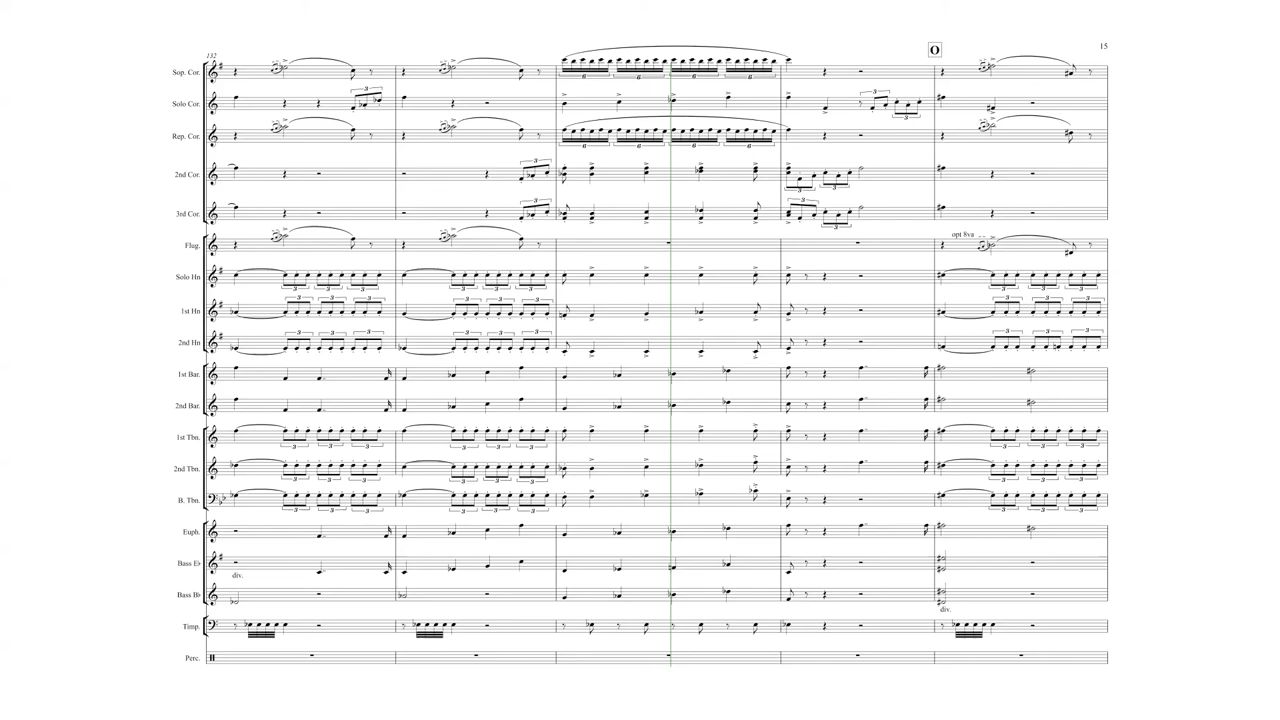 132
O
15
Sop. Cor.
Solo Cor.
Rep. Cor.
2nd Cor.
3rd Cor.
Flug.
opt 8va
Solo Hn
1st Hn
2nd Hn
1st Bar.
2nd Bar.
1st Tbn.
2nd Tbn.
B. Tbn.
Euph.
Bass E♭
div.
Bass B♭
div.
Timp.
Perc.